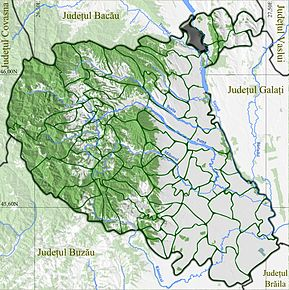 Județul Covasna
Județul Bacău
Județul Vaslui
46,00N
Județul Galați
45,60N
Județul Buzău
Județul
Brăila